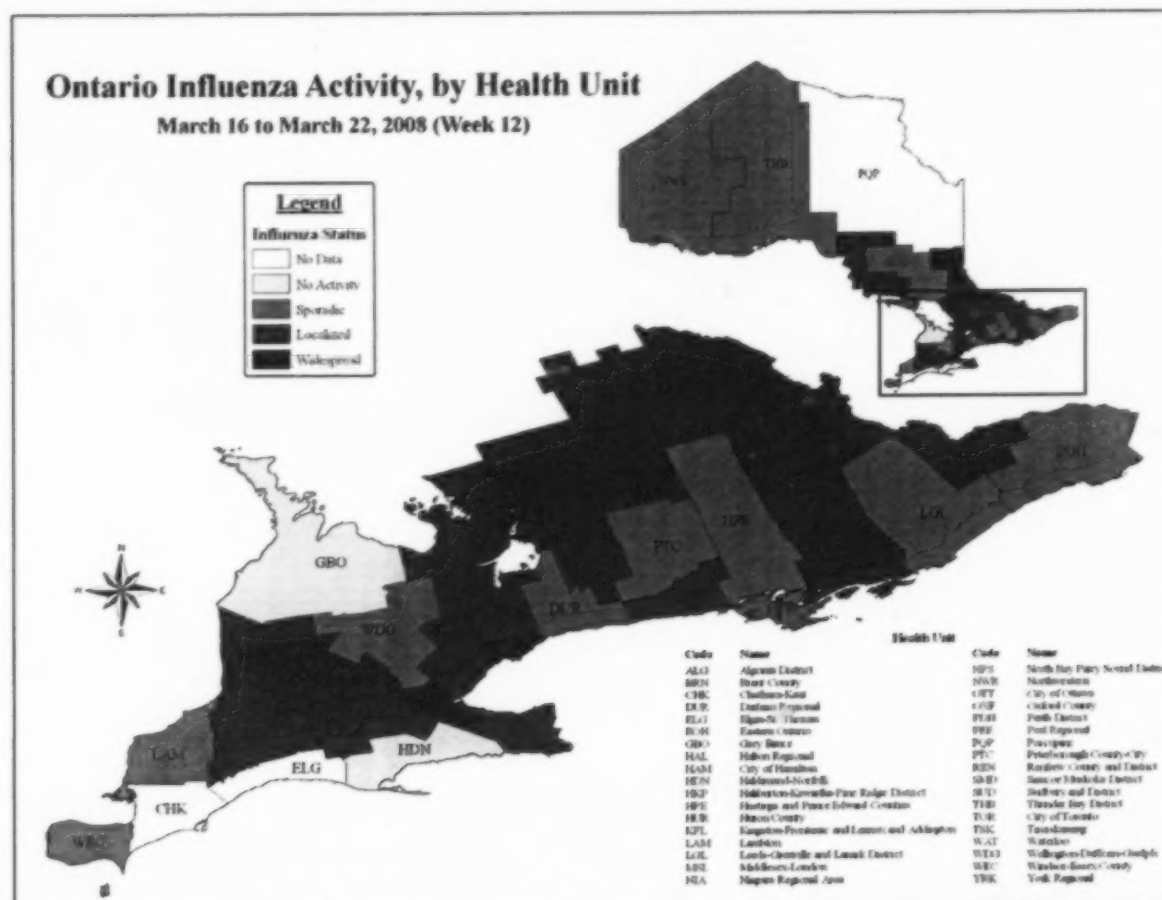 Ontario Influenza Activity, by Health Unit
March 16 to March 22, 2008 (Week 12)
Legend
Influenza Status
No Data
No Activity
Sporadic
Localized
Widespread
THB
PQP
N
E
S
GBO
WDG
DUR
PTC
HPE
LGL
EOH
LAM
CHK
ELG
HDN
WEC
Health Unit
Code Name Code Name
ALG Algoma District NPS North Bay Parry Sound District
BRN Brant County NWR Northwestern
CHK Chatham-Kent OTT City of Ottawa
DUR Durham Regional OXF Oxford County
ELG Elgin-St. Thomas PDH Perth District
EOH Eastern Ontario PEE Peel Regional
GBO Grey Bruce PQP Porcupine
HAL Halton Regional PTC Peterborough County-City
HAM City of Hamilton REN Renfrew County and District
HDN Haldimand-Norfolk SMD Simcoe Muskoka District
HKP Haliburton-Kawartha-Pine Ridge District SUD Sudbury and District
HPE Hastings and Prince Edward Counties THB Thunder Bay District
HUR Huron County TOR City of Toronto
KFL Kingston-Frontenac and Lennox and Addington TSK Timiskaming
LAM Lambton WAT Waterloo
LGL Leeds-Grenville and Lanark District WDG Wellington-Dufferin-Guelph
MSL Middlesex-London WEC Windsor-Essex County
NIA Niagara Regional Area YRK York Regional